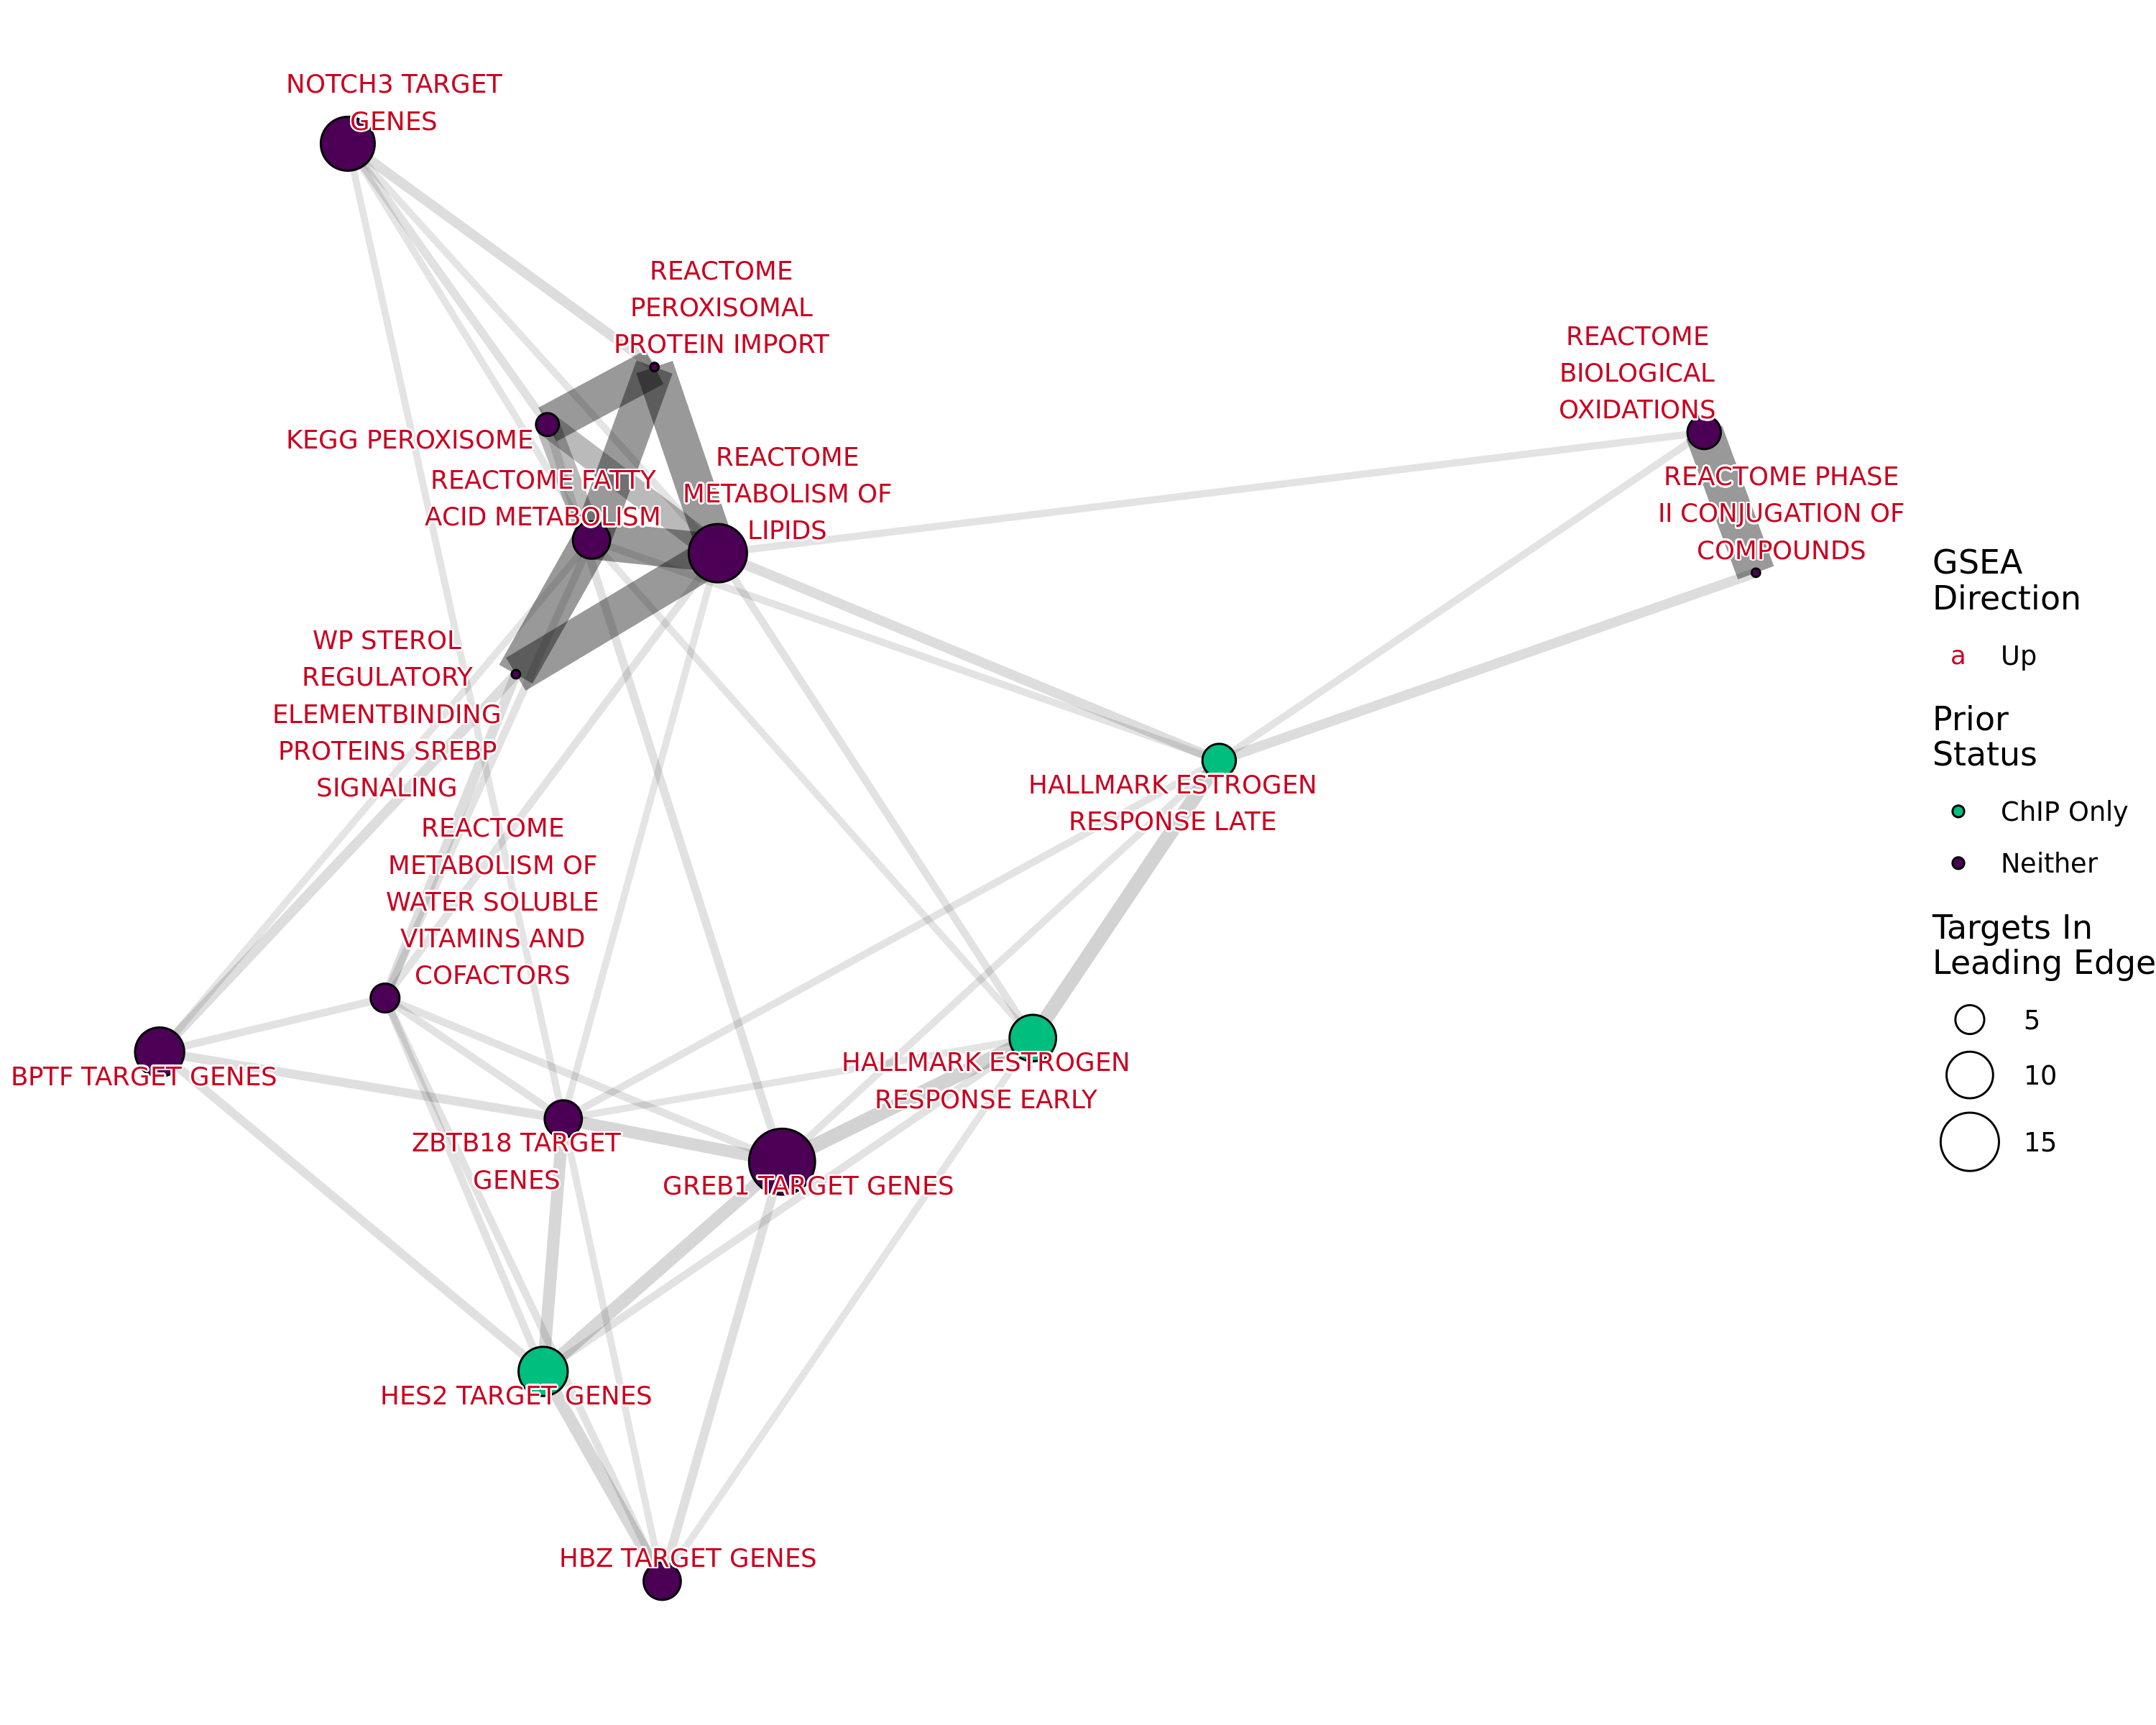 NOTCH3 TARGET
GENES
REACTOME
PEROXISOMAL
PROTEIN IMPORT
KEGG PEROXISOME
REACTOME FATTY
ACID METABOLISM
REACTOME
METABOLISM OF
LIPIDS
REACTOME
BIOLOGICAL
OXIDATIONS
REACTOME PHASE
II CONJUGATION OF
COMPOUNDS
WP STEROL
REGULATORY
ELEMENTBINDING
PROTEINS SREBP
SIGNALING
HALLMARK ESTROGEN
RESPONSE LATE
REACTOME
METABOLISM OF
WATER SOLUBLE
VITAMINS AND
COFACTORS
BPTF TARGET GENES
HALLMARK ESTROGEN
RESPONSE EARLY
ZBTB18 TARGET
GENES
GREB1 TARGET GENES
HES2 TARGET GENES
HBZ TARGET GENES
GSEA
Direction
a Up
Prior
Status
ChIP Only
Neither
Targets In
Leading Edge
5
10
15